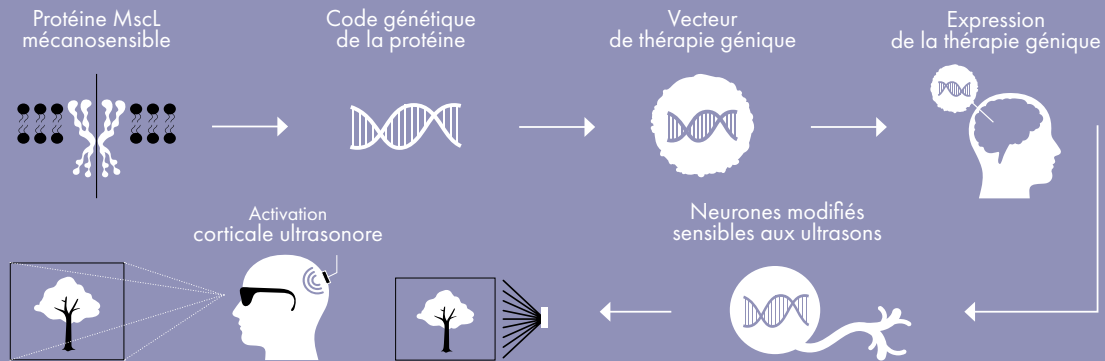 Protéine MscL
mécanosensible
Code génétique
de la protéine
Vecteur
de thérapie génique
Expression
de la thérapie génique
Neurones modifiés
sensibles aux ultrasons
Activation
corticale ultrasonore